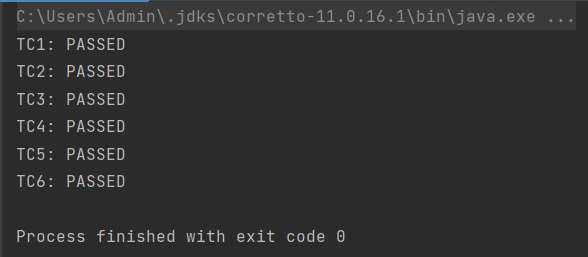 C:\Users\Admin\.jdks\corretto-11.0.16.1\bin\java.exe ...
TC1: PASSED
TC2: PASSED
TC3: PASSED
TC4: PASSED
TC5: PASSED
TC6: PASSED
Process finished with exit code 0